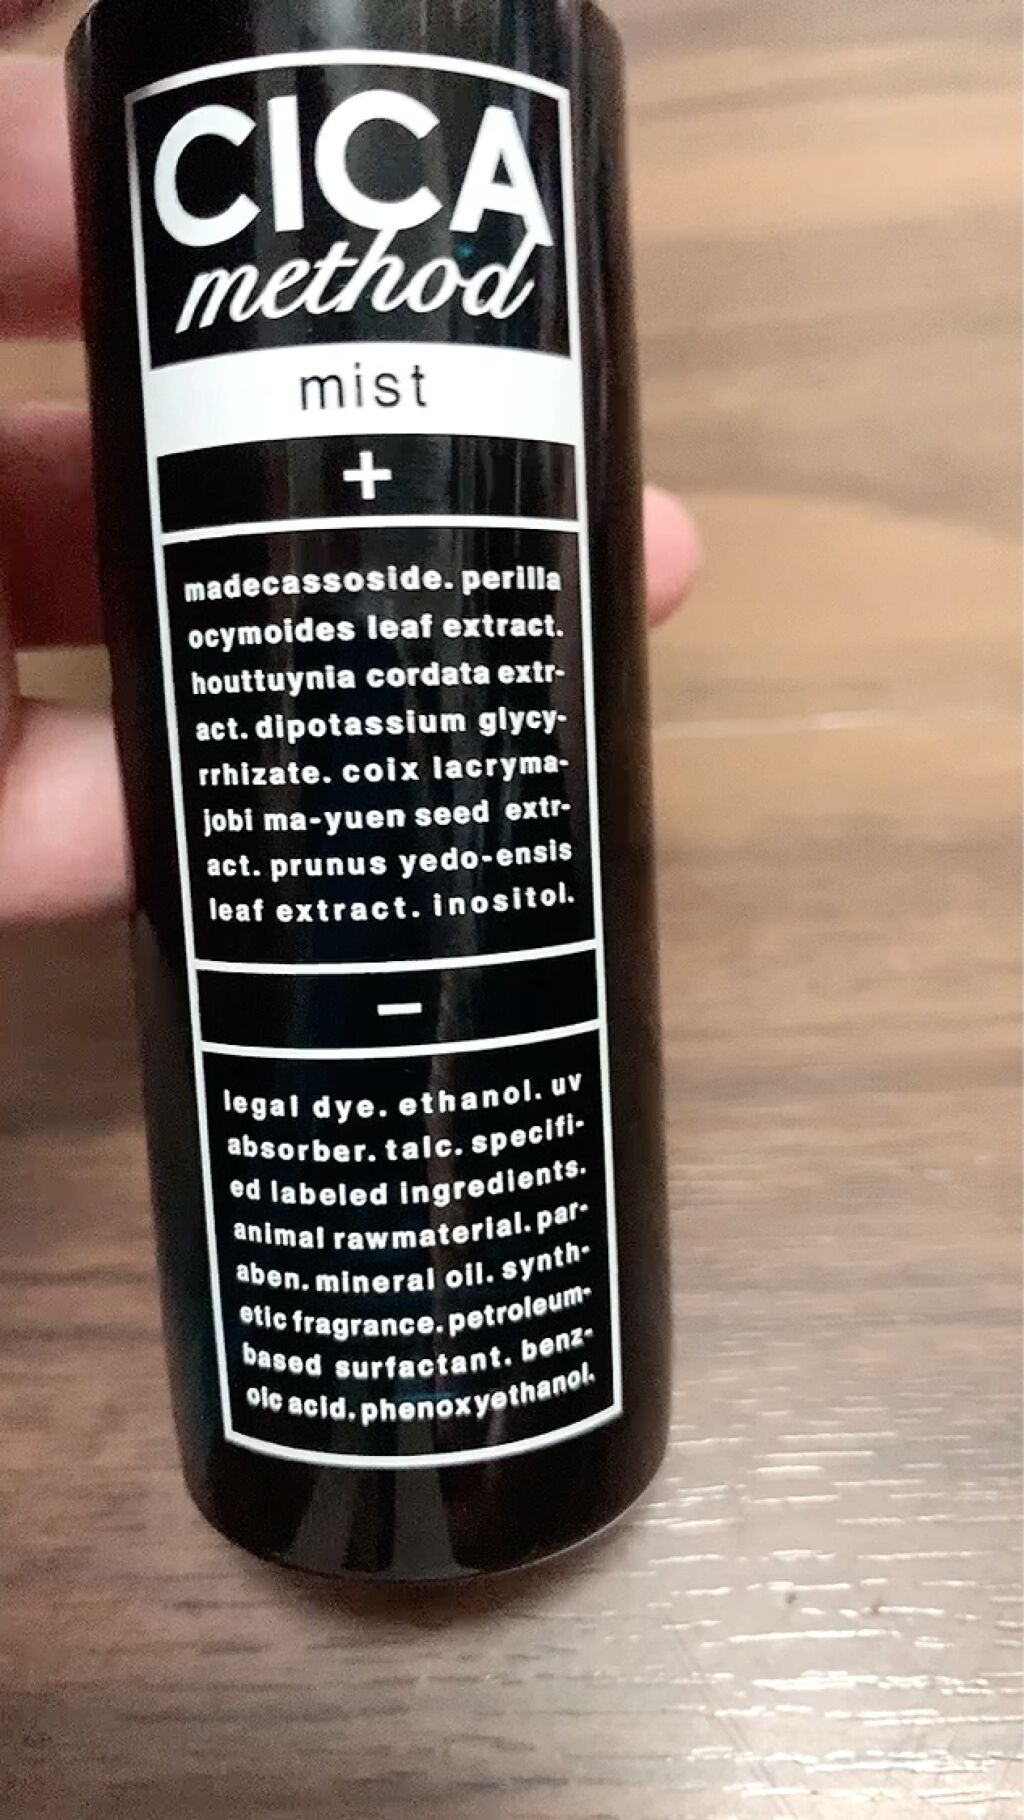 CICA
method
mist
+
madecassoside. perilla
ocymoides leaf extract.
houttuynia cordata extr-
act. dipotassium glycy-
rrhizate. coix lacryma-
jobi ma-yuen seed extr-
act. prunus yedo-ensis
leaf extract. inositol.
−
legal dye. ethanol. uv
absorber. talc. specifi-
ed labeled ingredients.
animal rawmaterial. par-
aben. mineral oil. synth-
etic fragrance. petroleum-
based surfactant. benz-
oic acid. phenoxyethanol.